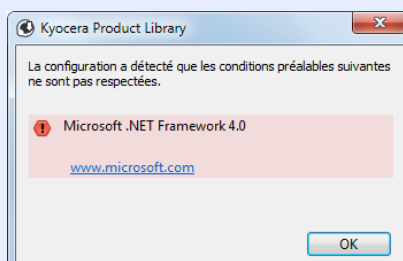 Kyocera Product Library
La configuration a détecté que les conditions préalables suivantes
ne sont pas respectées.
Microsoft .NET Framework 4.0
www.microsoft.com
OK